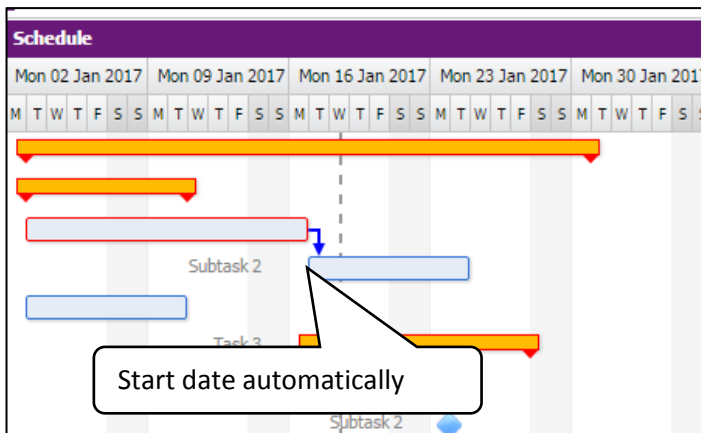 Schedule
Mon 02 Jan 2017 Mon 09 Jan 2017 Mon 16 Jan 2017 Mon 23 Jan 2017 Mon 30 Jan 201
M T W T F S S M T W T F S S M T W T F S S M T W T F S S M T W T F S
Subtask 2
Task 3
Start date automatically
Subtask 2